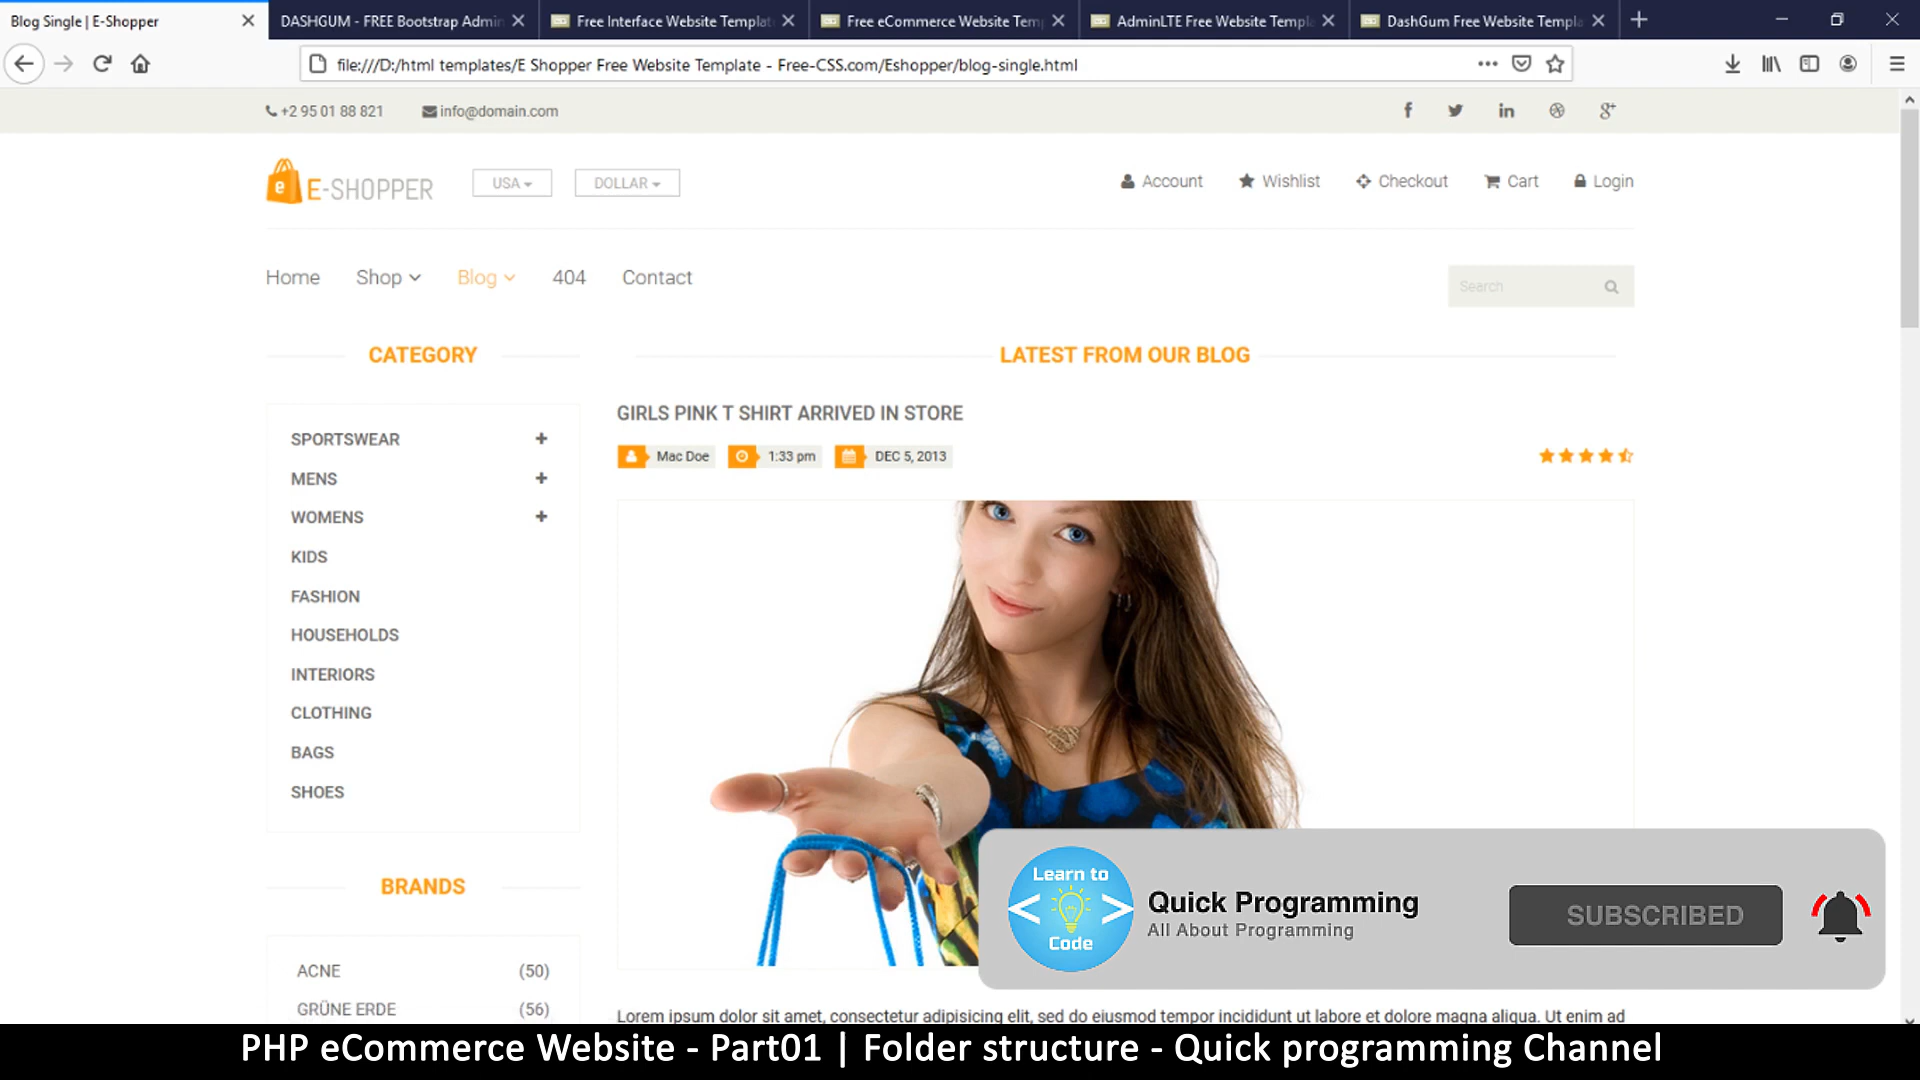 Blog Single | E-Shopper
DASHGUM - FREE Bootstrap Admin
Free Interface Website Templat
Free eCommerce Website Tem
AdminLTE Free Website Templa
DashGum Free Website Templa
file:///D:/html templates/E Shopper Free Website Template - Free-CSS.com/Eshopper/blog-single.html
+2 95 01 88 821
info@domain.com
E-SHOPPER
USA
DOLLAR
Account
Wishlist
Checkout
Cart
Login
Home
Shop
Blog
404
Contact
Search
CATEGORY
SPORTSWEAR
MENS
WOMENS
KIDS
FASHION
HOUSEHOLDS
INTERIORS
CLOTHING
BAGS
SHOES
BRANDS
ACNE (50)
GRÜNE ERDE (56)
LATEST FROM OUR BLOG
GIRLS PINK T SHIRT ARRIVED IN STORE
Mac Doe
1:33 pm
DEC 5, 2013
Learn to
Code
Quick Programming
All About Programming
SUBSCRIBED
Lorem ipsum dolor sit amet, consectetur adipisicing elit, sed do eiusmod tempor incididunt ut labore et dolore magna aliqua. Ut enim ad
PHP eCommerce Website - Part01 | Folder structure - Quick programming Channel